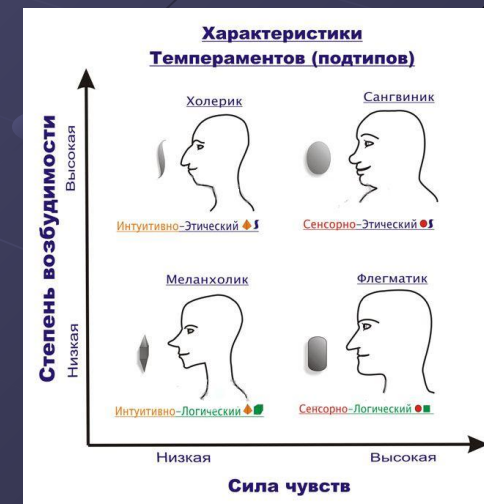 Характеристики
Темпераментов (подтипов)
Степень возбудимости
Высокая
Низкая
Холерик
Интуитивно-Этический
Сангвиник
Сенсорно-Этический
Меланхолик
Интуитивно-Логический
Флегматик
Сенсорно-Логический
Низкая
Высокая
Сила чувств